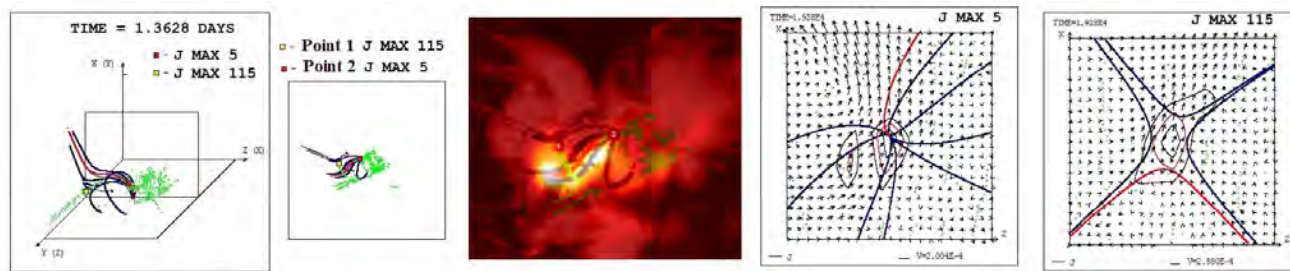 TIME = 1.3628 DAYS
- J MAX 5
- J MAX 115
X (Y)
Z (X)
Y (Z)
- Point 1 J MAX 115
- Point 2 J MAX 5
J MAX 5
X
Z
J
J MAX 115
X
Z
J